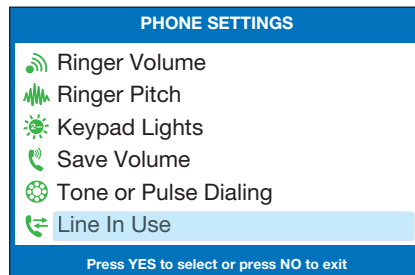 PHONE SETTINGS
Ringer Volume
Ringer Pitch
Keypad Lights
Save Volume
Tone or Pulse Dialing
Line In Use
Press YES to select or press NO to exit